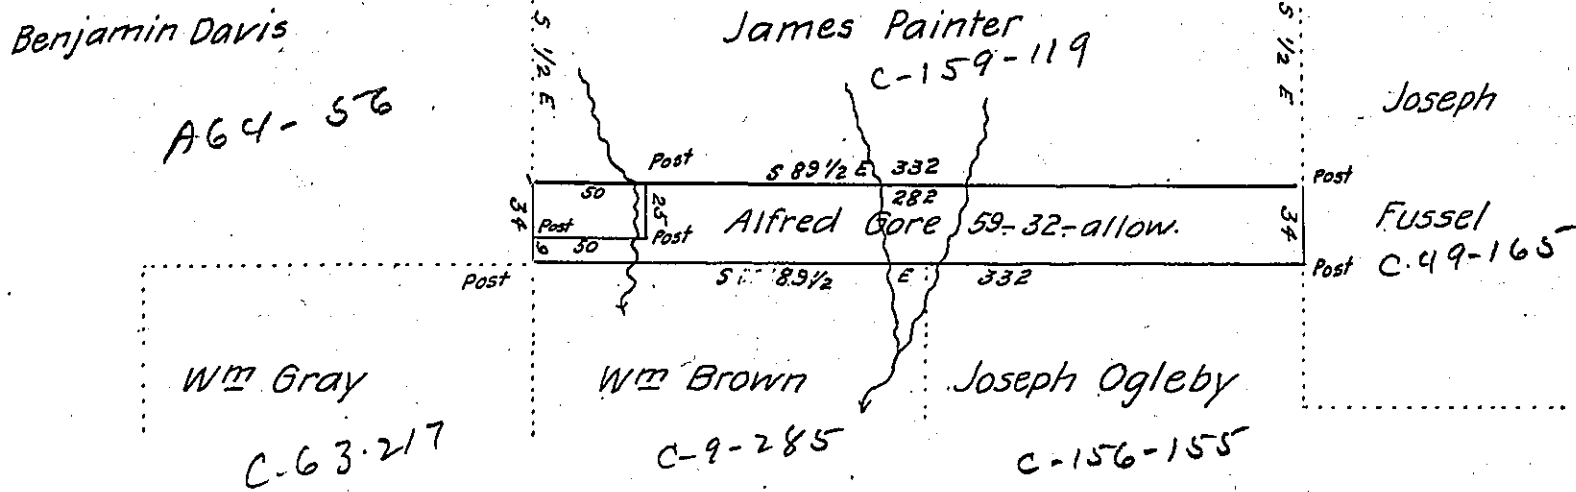 Benjamin Davis
A64-56
S 1/2 E
James Painter
C-159-119
S 1/2 E
Joseph
Fussel
C.49-165
Post
S 89 1/2 E 332
Post
50
282
34
25
Alfred Gore 59-32-allow.
34
Post
9
50
Post
Post
S 89 1/2 E 332
Post
Wm Gray
C-63.217
Wm Brown
C-9-285
Joseph Ogleby
C-156-155